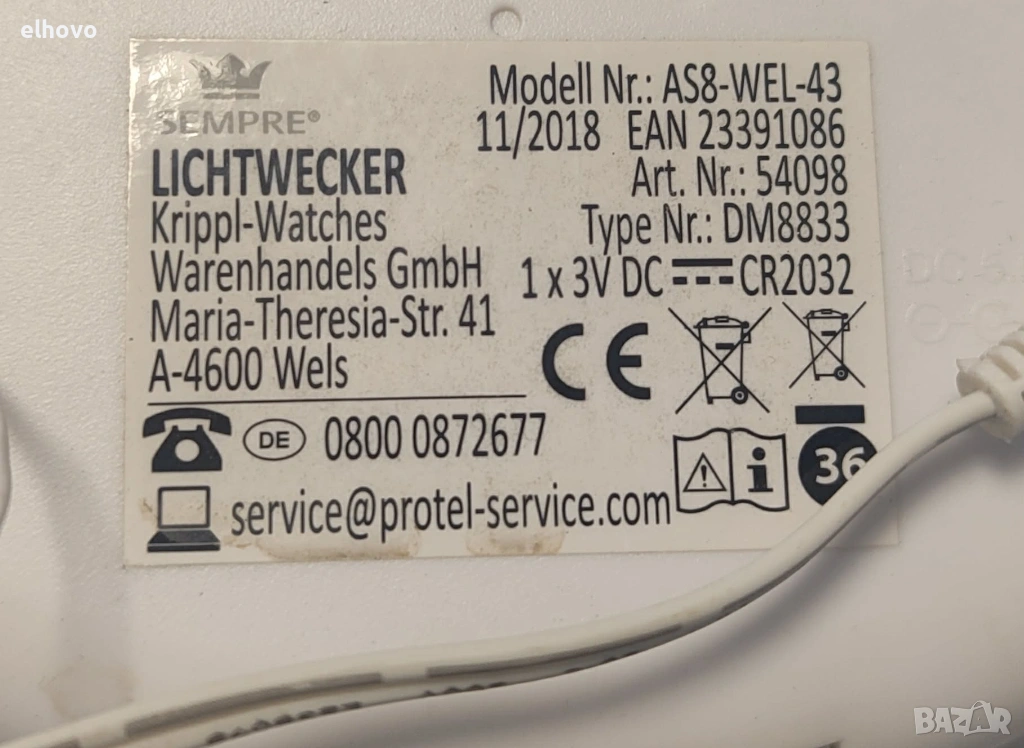 elhovo
SEMPRE®
LICHTWECKER
Krippl-Watches
Warenhandels GmbH
Maria-Theresia-Str. 41
A-4600 Wels
Modell Nr.: AS8-WEL-43
11/2018 EAN 23391086
Art. Nr.: 54098
Type Nr.: DM8833
1 x 3V DC CR2032
CE
DE 0800 0872677
service@protel-service.com
i
36
BAZAR